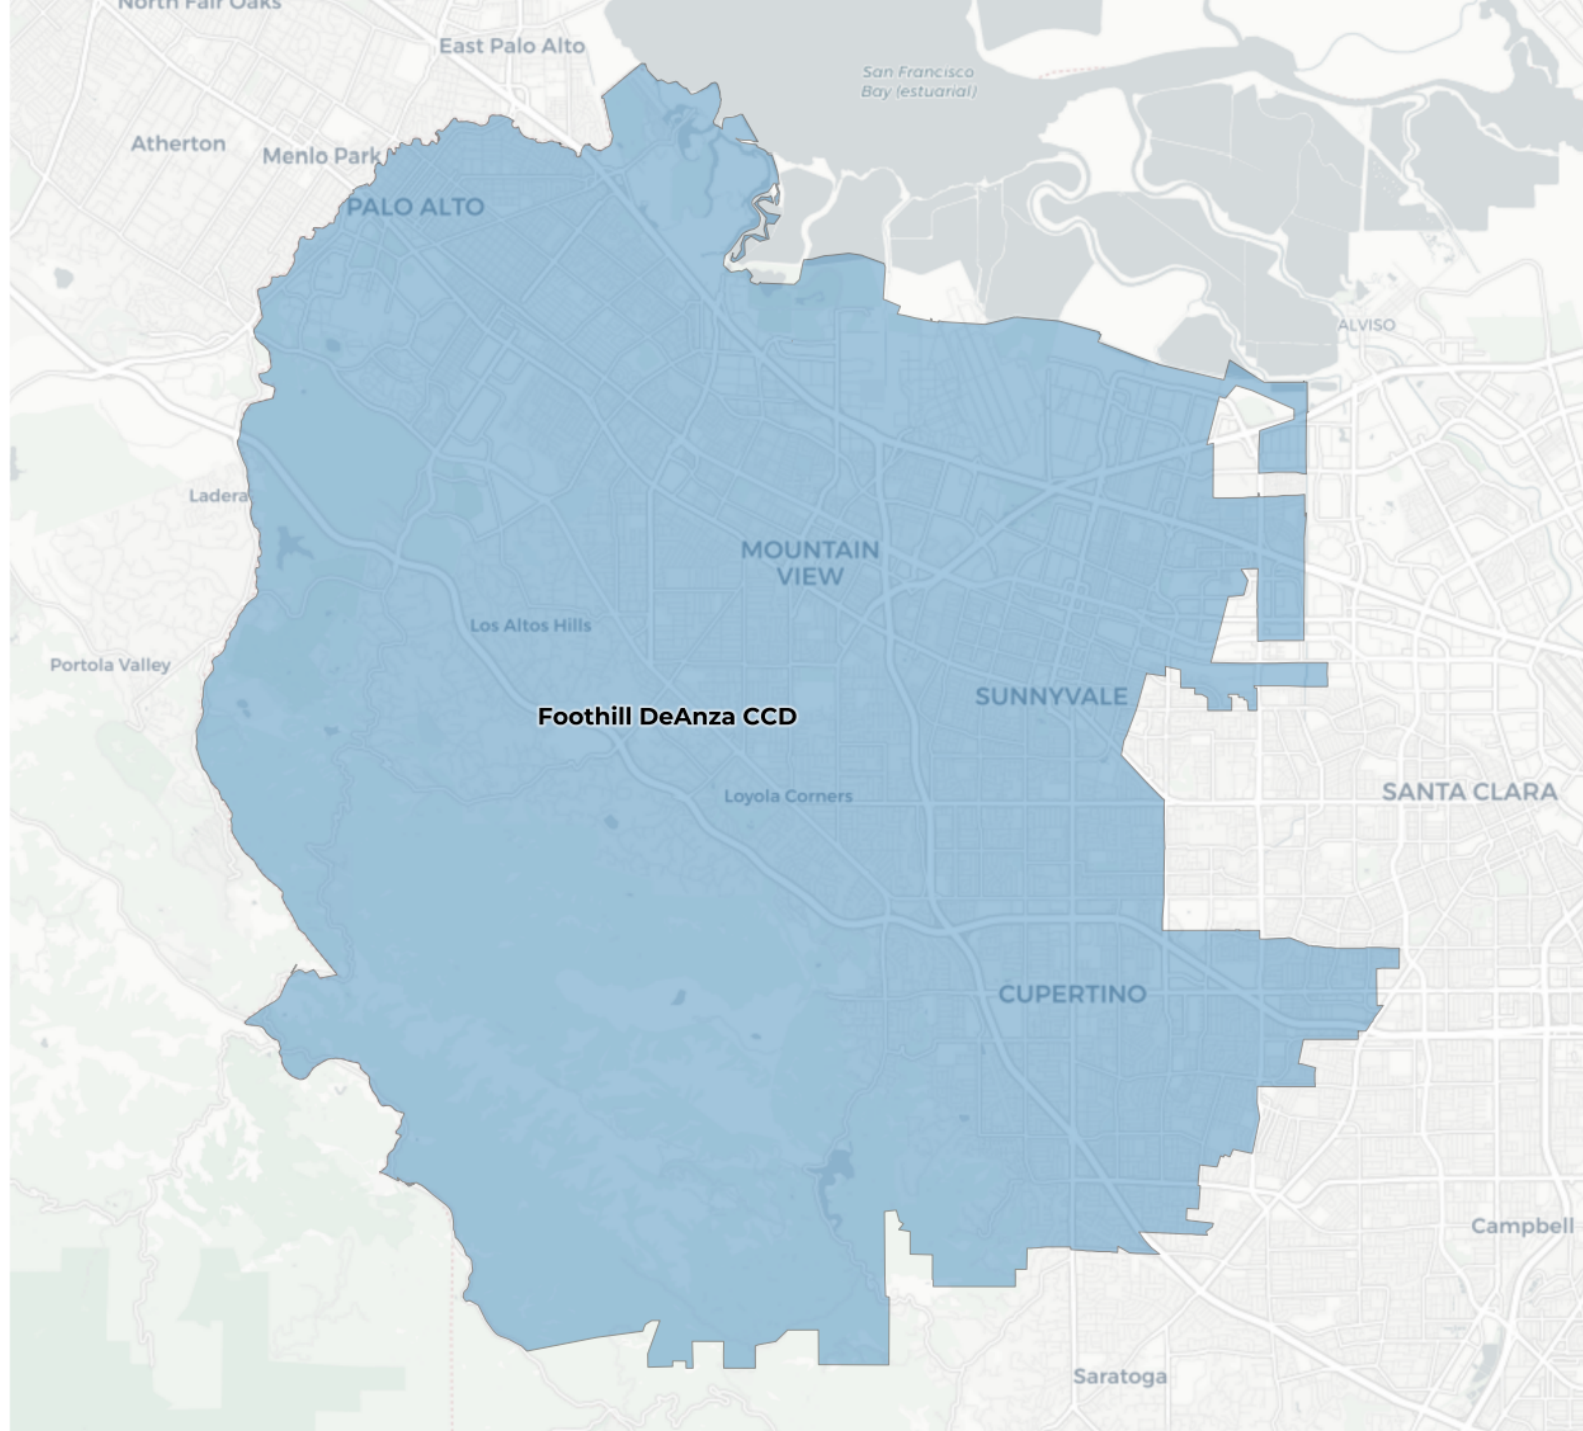 North Fair Oaks
East Palo Alto
San Francisco
Bay (estuarial)
Atherton
Menlo Park
PALO ALTO
ALVISO
Ladera
MOUNTAIN
VIEW
Los Altos Hills
Portola Valley
SUNNYVALE
Foothill DeAnza CCD
Loyola Corners
SANTA CLARA
CUPERTINO
Campbell
Saratoga